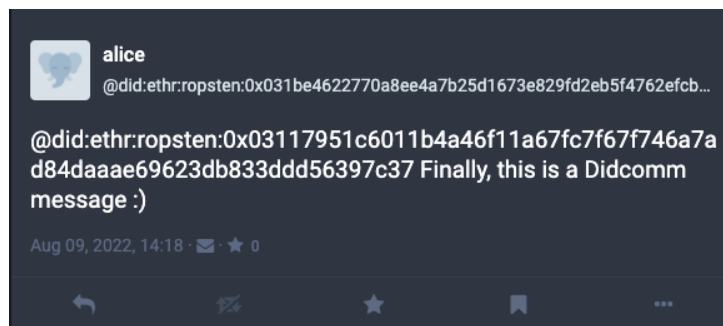 alice
@did:ethr:ropsten:0x031be4622770a8ee4a7b25d1673e829fd2eb5f4762efcb...
@did:ethr:ropsten:0x03117951c6011b4a46f11a67fc7f67f746a7a
d84daaae69623db833ddd56397c37 Finally, this is a Didcomm
message :)
Aug 09, 2022, 14:18 · · 0